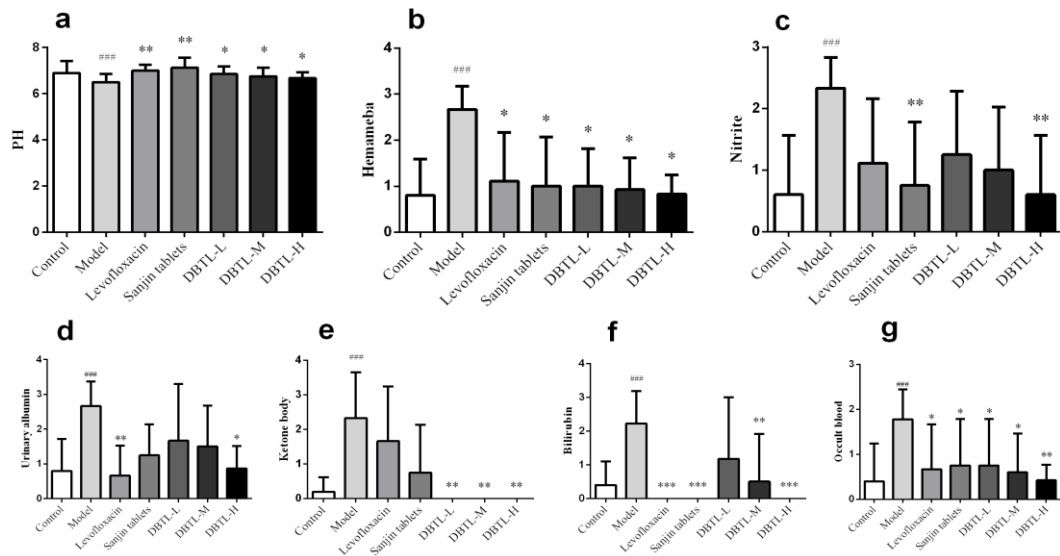 a
PH
8
6
4
2
0
###
**
**
*
*
*
Control
Model
Levofloxacin
Sanjin tablets
DBTL-L
DBTL-M
DBTL-H
b
Hemameba
4
3
2
1
0
###
*
*
*
*
*
Control
Model
Levofloxacin
Sanjin tablets
DBTL-L
DBTL-M
DBTL-H
c
Nitrite
3
2
1
0
###
**
**
Control
Model
Levofloxacin
Sanjin tablets
DBTL-L
DBTL-M
DBTL-H
d
Urinary albumin
4
3
2
1
0
###
**
*
Control
Model
Levofloxacin
Sanjin tablets
DBTL-L
DBTL-M
DBTL-H
e
Ketone body
4
3
2
1
0
###
**
**
**
Control
Model
Levofloxacin
Sanjin tablets
DBTL-L
DBTL-M
DBTL-H
f
Bilirubin
4
3
2
1
0
###
***
***
**
***
Control
Model
Levofloxacin
Sanjin tablets
DBTL-L
DBTL-M
DBTL-H
g
Occult blood
3
2
1
0
###
*
*
*
*
**
Control
Model
Levofloxacin
Sanjin tablets
DBTL-L
DBTL-M
DBTL-H